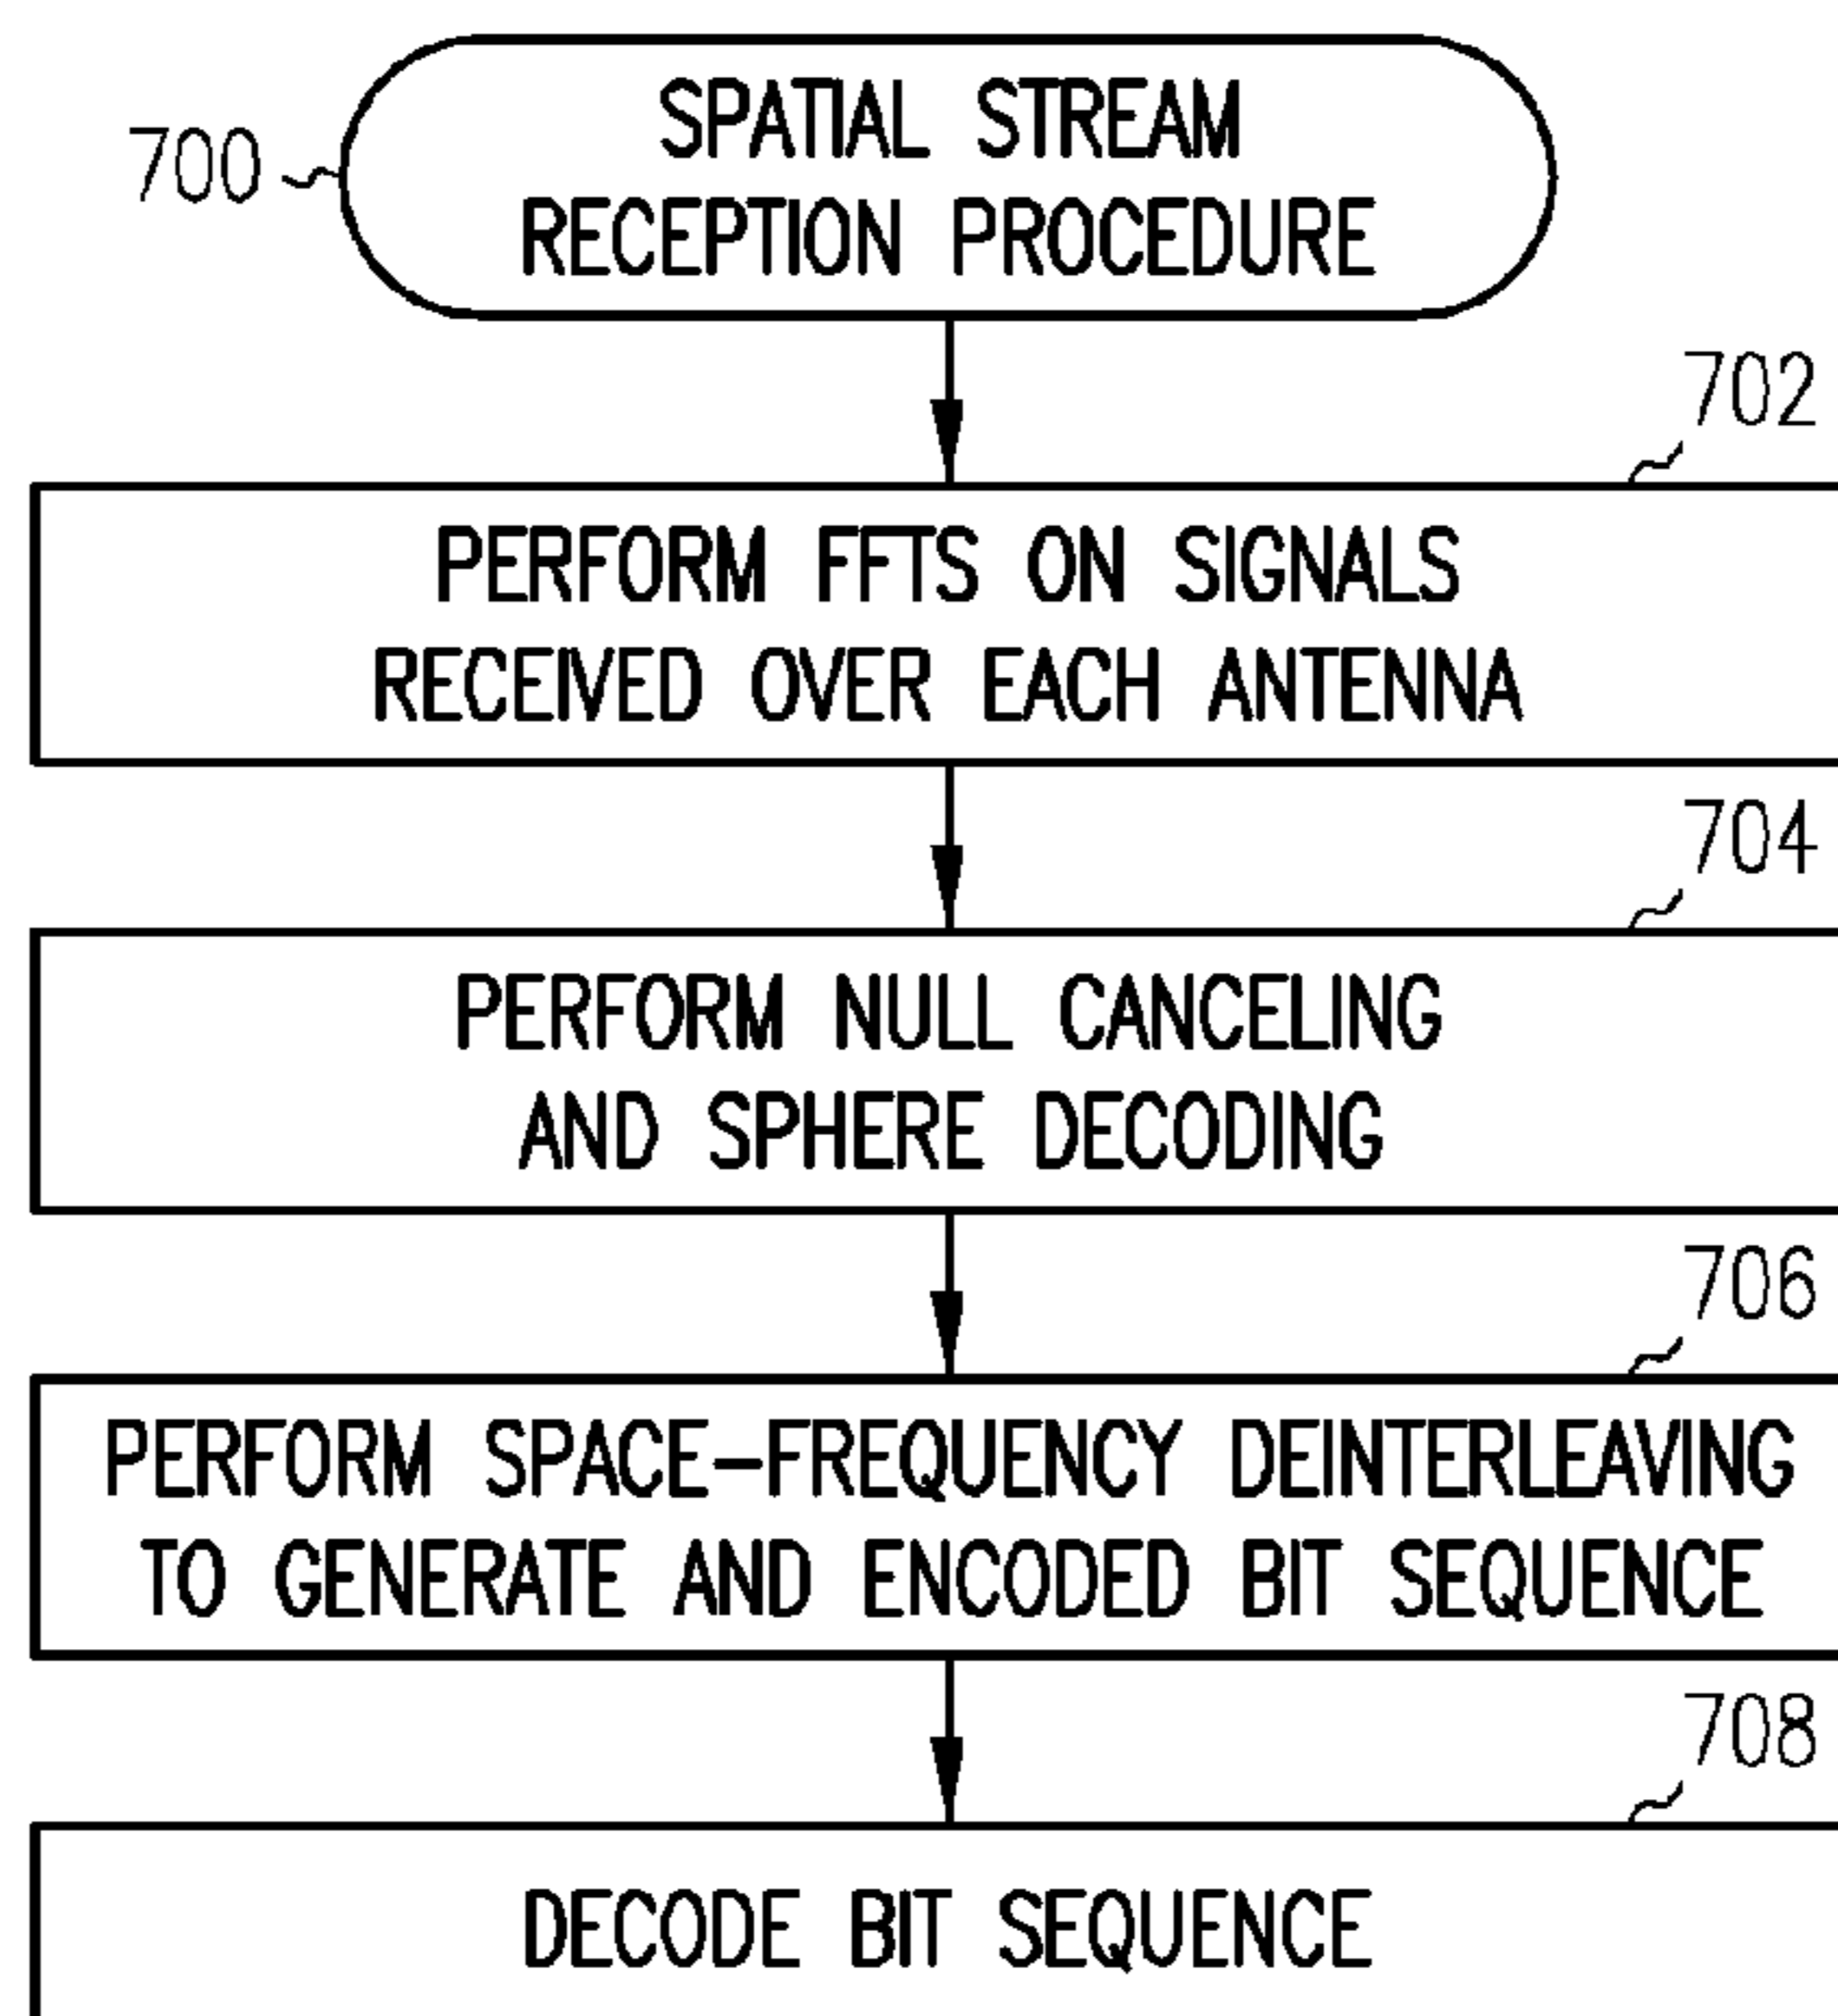 SPATIAL STREAM
700
RECEPTION PROCEDURE
702
PERFORM FFTS ON SIGNALS
RECEIVED OVER EACH ANTENNA
704
PERFORM NULL CANCELING
AND SPHERE DECODING
706
PERFORM SPACE-FREQUENCY DEINTERLEAVING
TO GENERATE AND ENCODED BIT SEQUENCE
708
DECODE BIT SEQUENCE